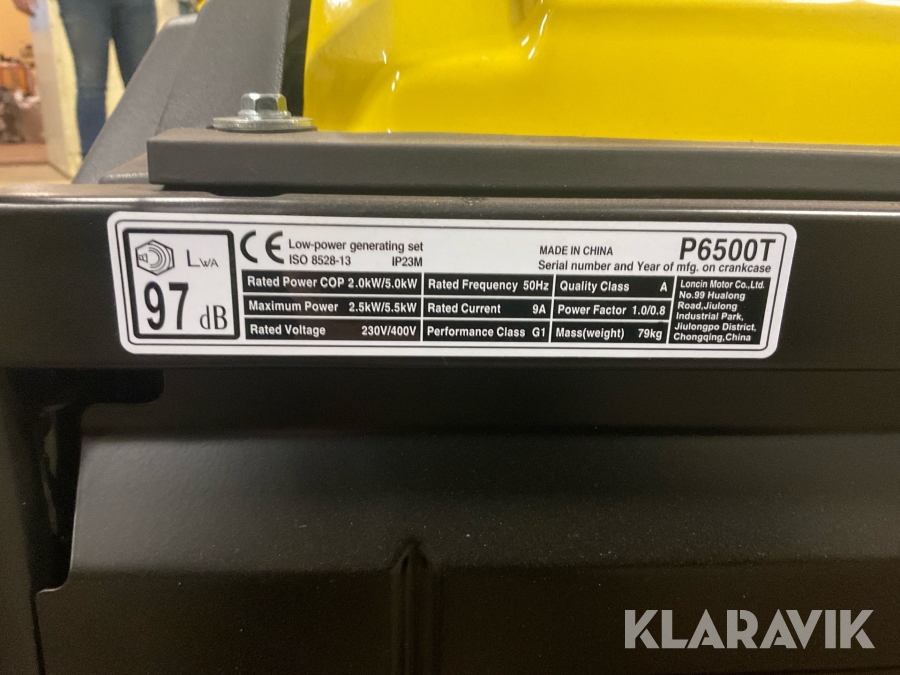 LWA
97 dB
CE
Low-power generating set
ISO 8528-13 IP23M
MADE IN CHINA
P6500T
Serial number and Year of mfg. on crankcase
Rated Power COP 2.0kW/5.0kW
Rated Frequency 50Hz
Quality Class A
Maximum Power 2.5kW/5.5kW
Rated Current 9A
Power Factor 1.0/0.8
Rated Voltage 230V/400V
Performance Class G1
Mass(weight) 79kg
Loncin Motor Co.,Ltd.
No.99 Hualong
Road,Jiulong
Industrial Park,
Jiulongpo District,
Chongqing,China
KLARAVIK